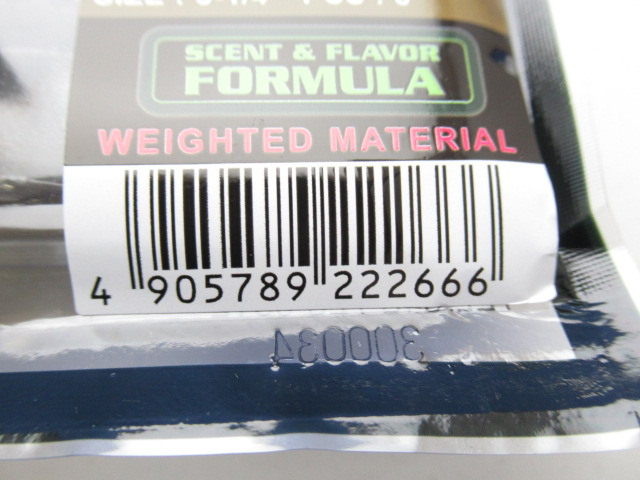 SCENT & FLAVOR
FORMULA
WEIGHTED MATERIAL
4 905789 222666
300034